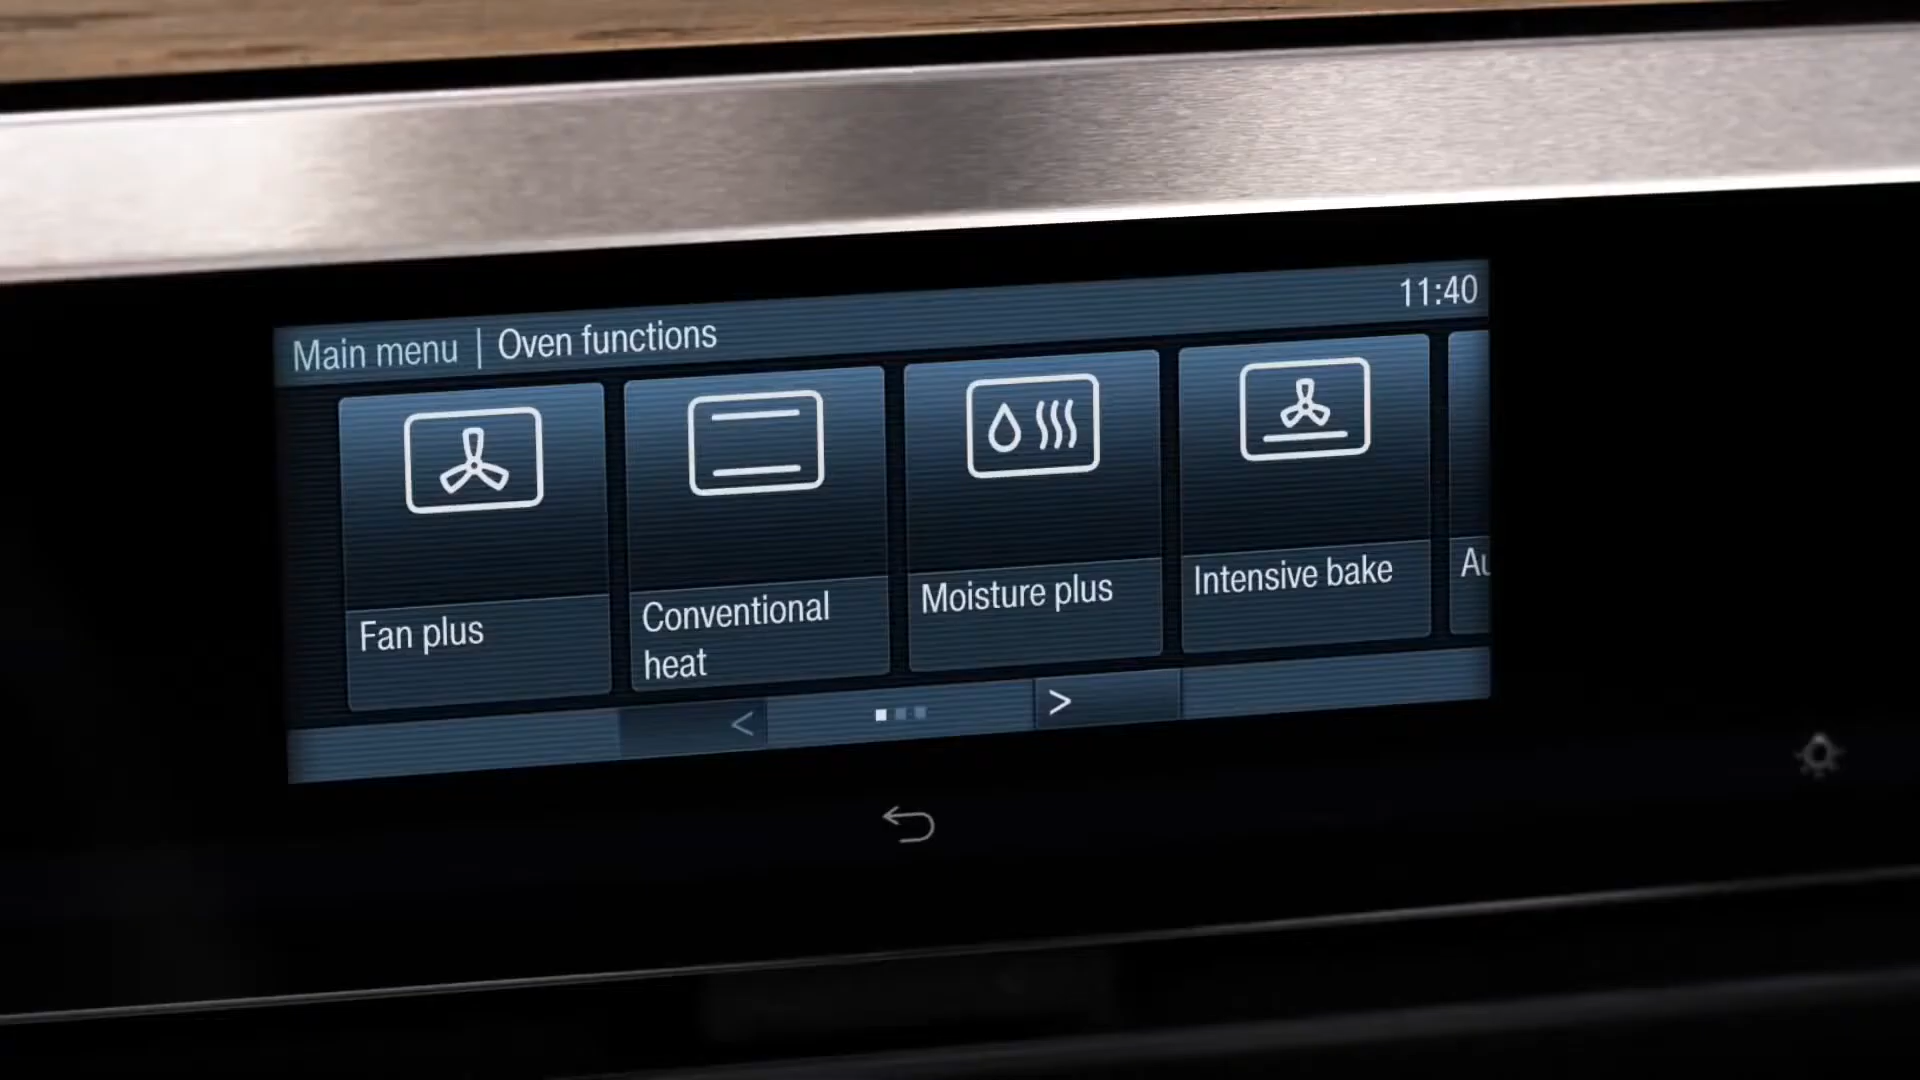 Main menu | Oven functions
11:40
Fan plus
Conventional
heat
Moisture plus
Intensive bake
Au